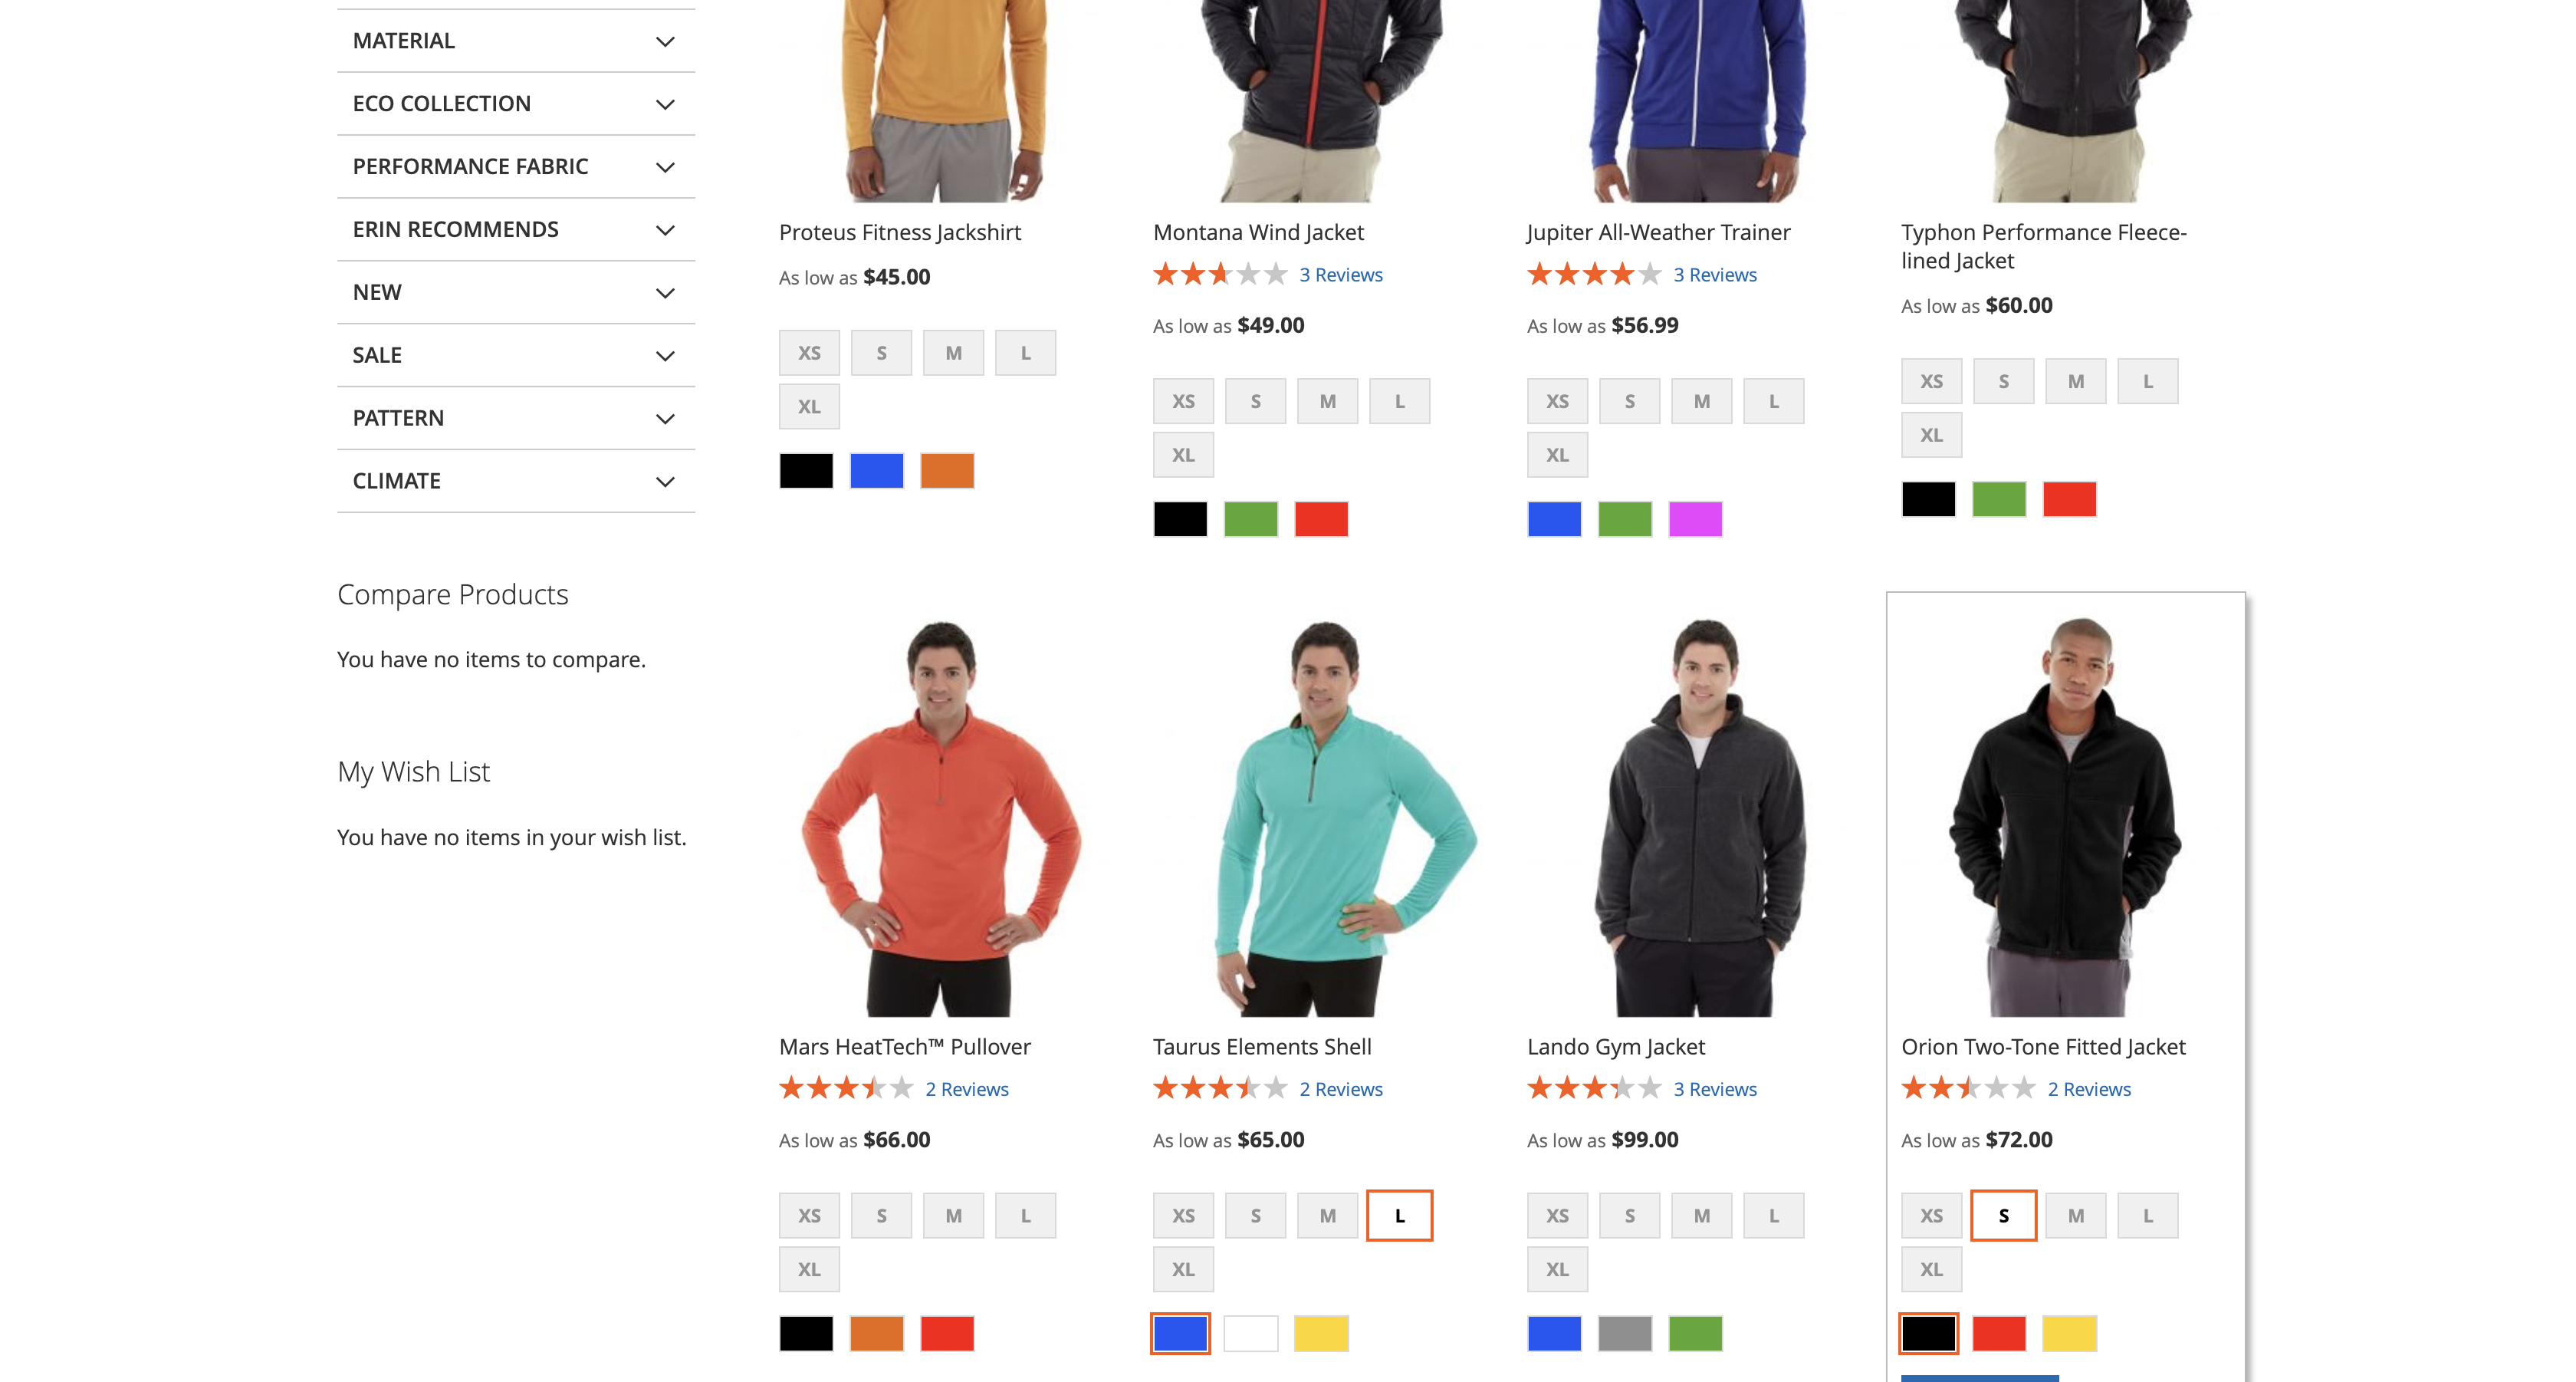 MATERIAL
ECO COLLECTION
PERFORMANCE FABRIC
ERIN RECOMMENDS
NEW
SALE
PATTERN
CLIMATE
Compare Products
You have no items to compare.
My Wish List
You have no items in your wish list.
Proteus Fitness Jackshirt
As low as $45.00
XS S M L
XL
Montana Wind Jacket
3 Reviews
As low as $49.00
XS S M L
XL
Jupiter All-Weather Trainer
3 Reviews
As low as $56.99
XS S M L
XL
Typhon Performance Fleece-
lined Jacket
As low as $60.00
XS S M L
XL
Mars HeatTech™ Pullover
2 Reviews
As low as $66.00
XS S M L
XL
Taurus Elements Shell
2 Reviews
As low as $65.00
XS S M L
XL
Lando Gym Jacket
3 Reviews
As low as $99.00
XS S M L
XL
Orion Two-Tone Fitted Jacket
2 Reviews
As low as $72.00
XS S M L
XL